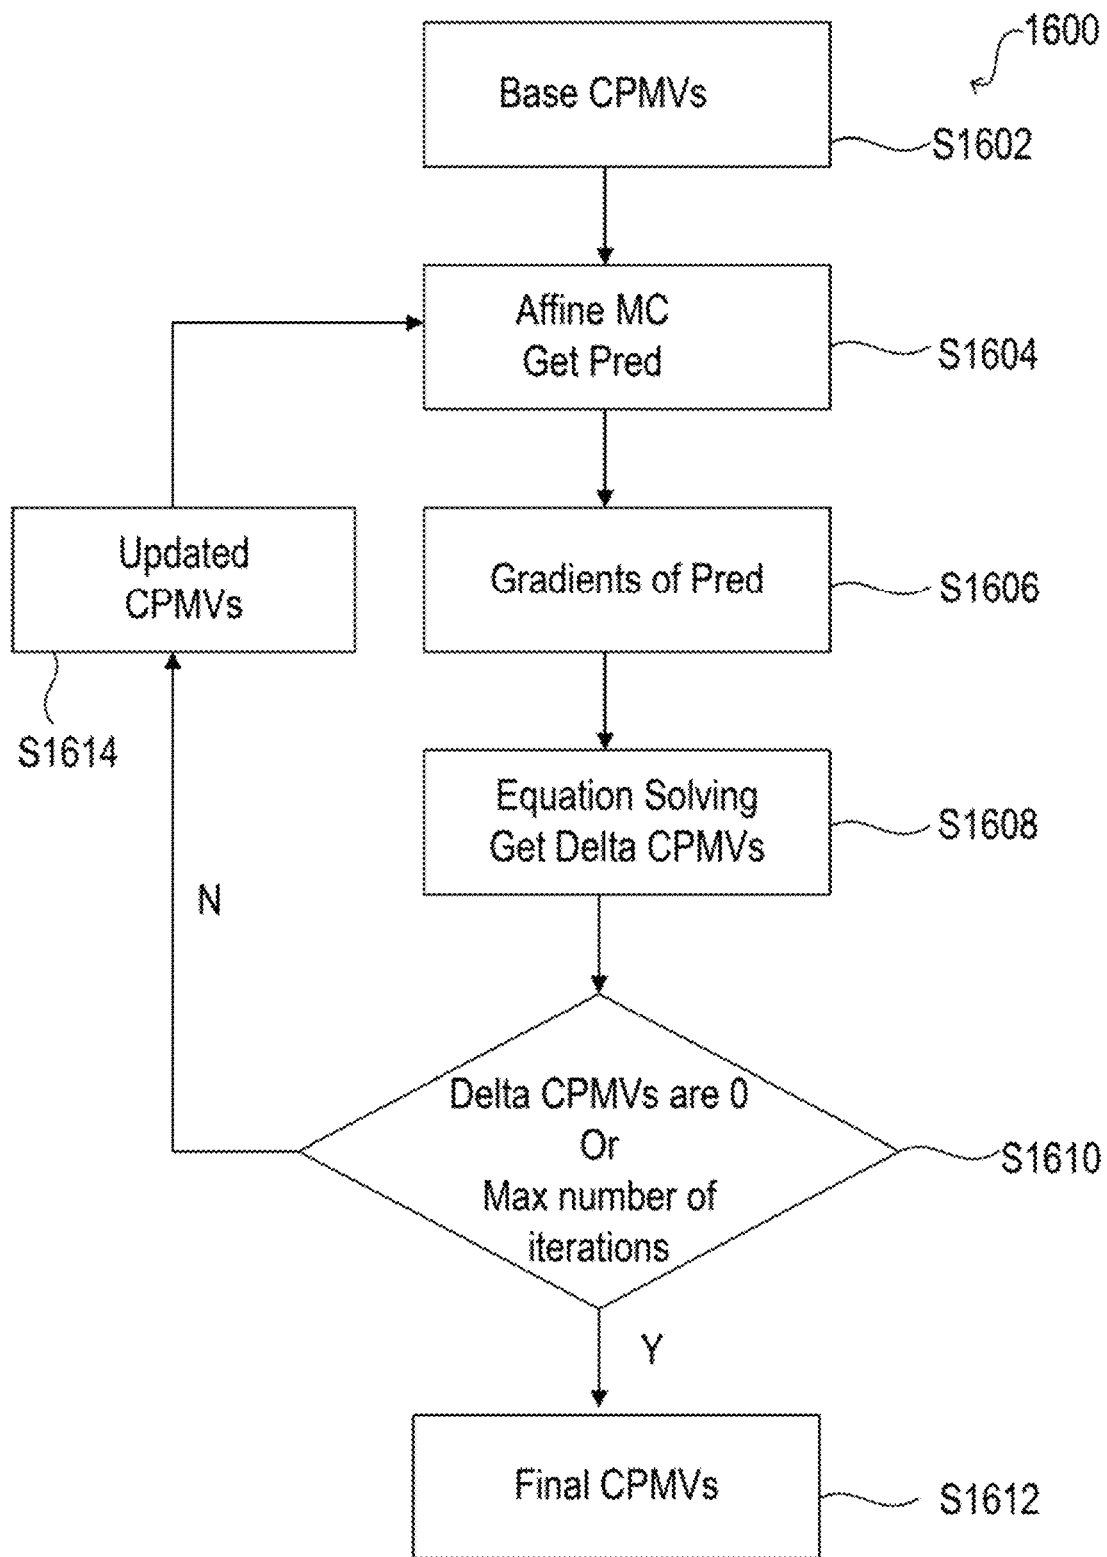 1600
Base CPMVs
S1602
Affine MC
Get Pred
S1604
Updated
CPMVs
S1614
Gradients of Pred
S1606
Equation Solving
Get Delta CPMVs
S1608
N
Delta CPMVs are 0
Or
Max number of
iterations
S1610
Y
Final CPMVs
S1612